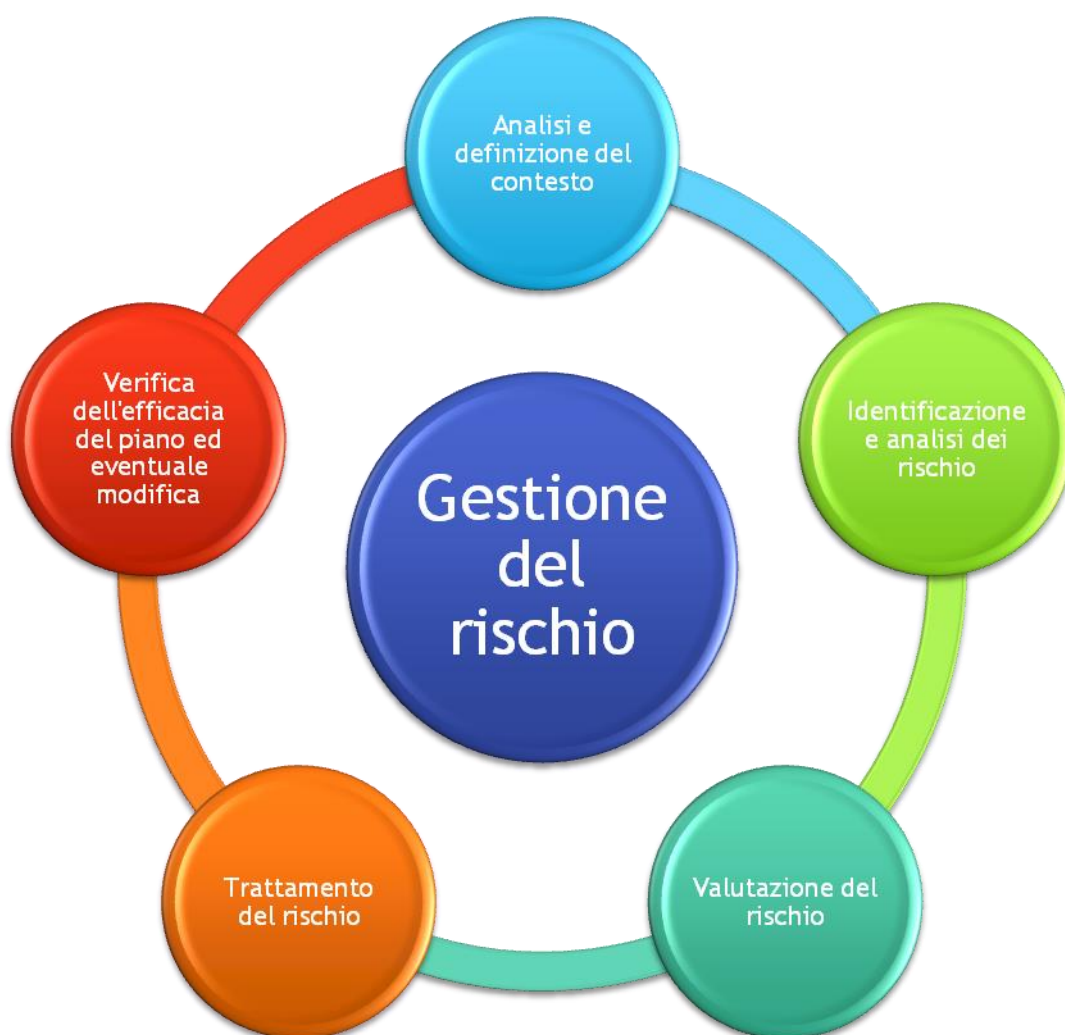 Analisi e
definizione del
contesto
Identificazione
e analisi dei
rischio
Valutazione del
rischio
Trattamento
del rischio
Verifica
dell'efficacia
del piano ed
eventuale
modifica
Gestione
del
rischio